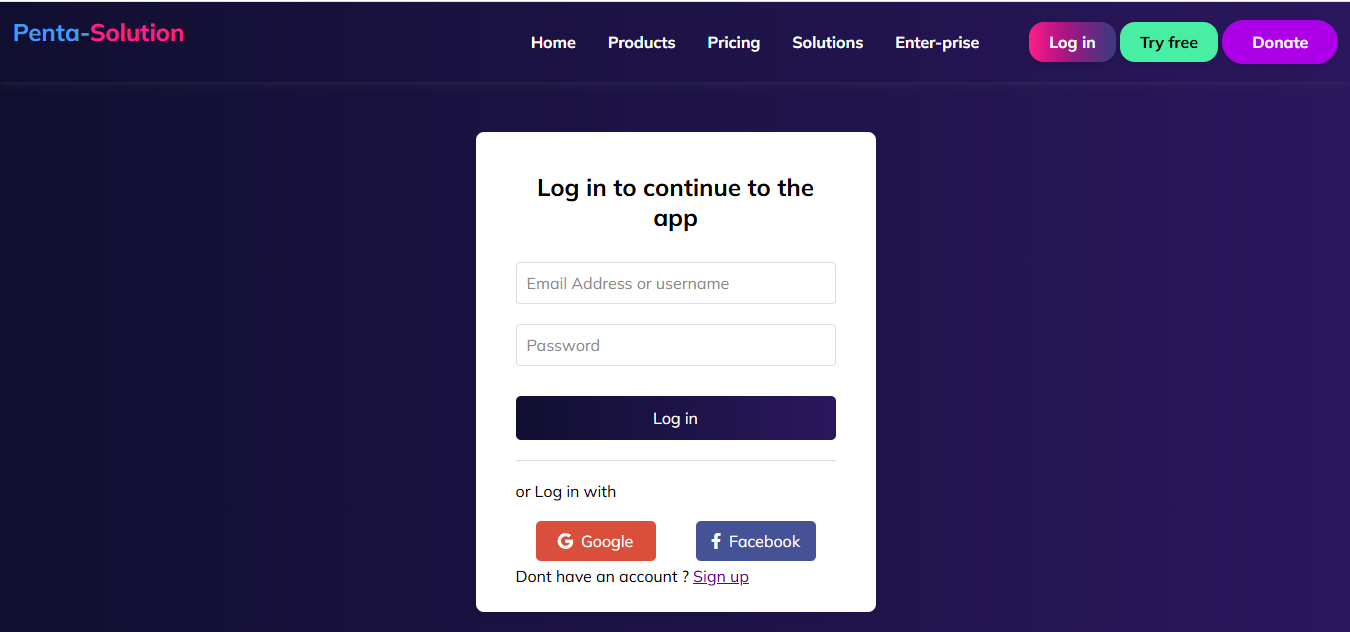 Penta-Solution
Home Products Pricing Solutions Enter-prise Log in Try free Donate
Log in to continue to the
app
Email Address or username
Password
Log in
or Log in with
Google Facebook
Dont have an account ? Sign up